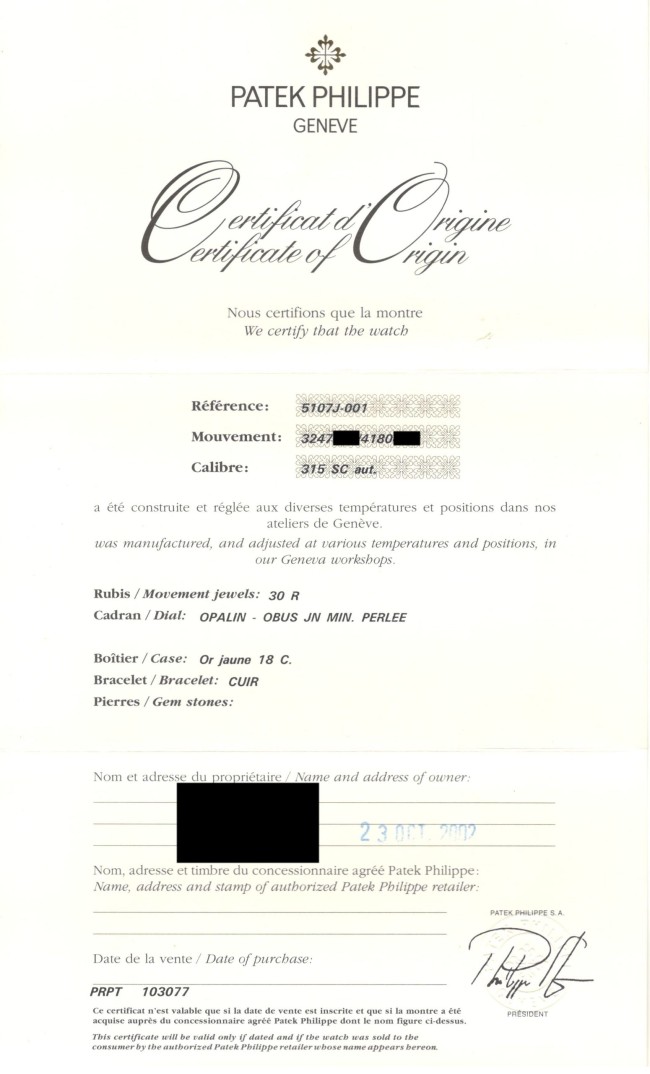 PATEK PHILIPPE
GENEVE
Certificat d'Origine
Certificate of Origin
Nous certifions que la montre
We certify that the watch
Référence: 5107J-001
Mouvement: 3247 /4180
Calibre: 315 SC aut.
a été construite et réglée aux diverses températures et positions dans nos
ateliers de Genève.
was manufactured, and adjusted at various temperatures and positions, in
our Geneva workshops.
Rubis / Movement jewels: 30 R
Cadran / Dial: OPALIN - OBUS JN MIN. PERLEE
Boîtier / Case: Or jaune 18 C.
Bracelet / Bracelet: CUIR
Pierres / Gem stones:
Nom et adresse du propriétaire / Name and address of owner:
23 OCT. 2002
Nom, adresse et timbre du concessionnaire agréé Patek Philippe:
Name, address and stamp of authorized Patek Philippe retailer:
PATEK PHILIPPE S.A.
Date de la vente / Date of purchase:
PRPT 103077
PRÉSIDENT
Ce certificat n'est valable que si la date de vente est inscrite et que si la montre a été
acquise auprès du concessionnaire agréé Patek Philippe dont le nom figure ci-dessus.
This certificate will be valid only if dated and if the watch was sold to the
consumer by the authorized Patek Philippe retailer whose name appears hereon.